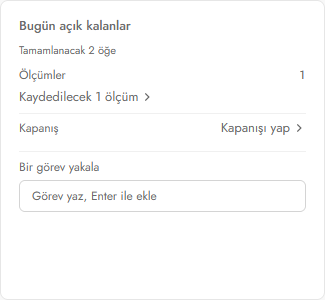 Bugün açık kalanlar
Tamamlanacak 2 öğe
Ölçümler 1
Kaydedilecek 1 ölçüm
Kapanış Kapanışı yap
Bir görev yakala
Görev yaz, Enter ile ekle